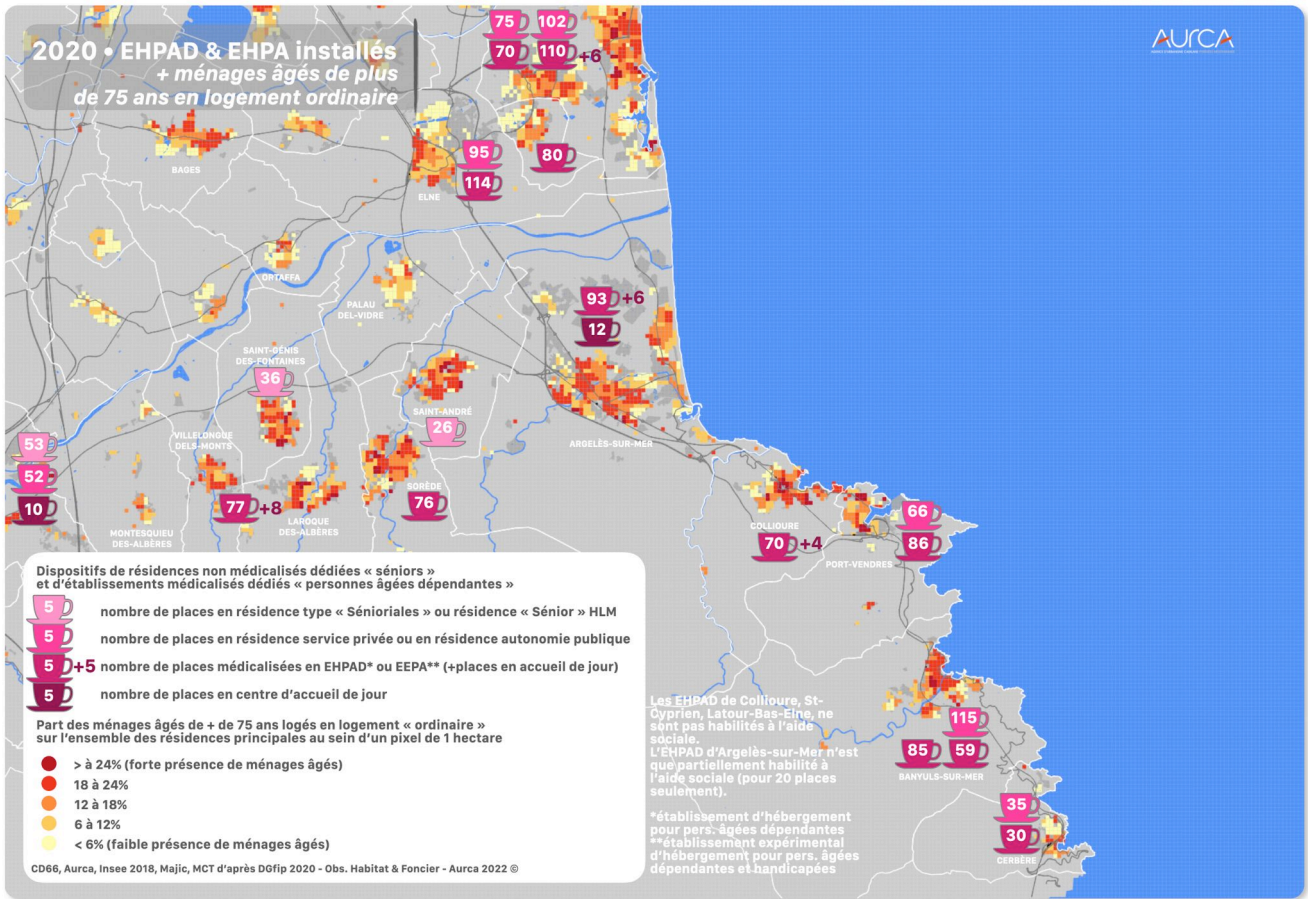 2020 • EHPAD & EHPA installés
+ ménages âgés de plus
de 75 ans en logement ordinaire
AURCA
75
102
70
110
+6
95
80
114
BAGES
ELNE
ORTAFFA
PALAU
DEL-VIDRE
93
+6
12
SAINT-GÉNIS
DES-FONTAINES
36
SAINT-ANDRÉ
26
ARGELÈS-SUR-MER
VILLELONGUE
DELS-MONTS
53
52
10
77
+8
SORÈDE
76
LAROQUE
DES-ALBÈRES
MONTESQUIEU
DES-ALBÈRES
COLLIOURE
70
+4
66
86
PORT-VENDRES
115
85
59
BANYULS-SUR-MER
35
30
CERBÈRE
Dispositifs de résidences non médicalisés dédiées « séniors »
et d'établissements médicalisés dédié « personnes âgées dépendantes »
5 nombre de places en résidence type « Sénioriales » ou résidence « Sénior » HLM
5 nombre de places en résidence service privée ou en résidence autonomie publique
5 +5 nombre de places médicalisées en EHPAD* ou EEPA** (+places en accueil de jour)
5 nombre de places en centre d'accueil de jour
Part des ménages âgés de + de 75 ans logés en logement « ordinaire »
sur l'ensemble des résidences principales au sein d'un pixel de 1 hectare
> à 24% (forte présence de ménages âgés)
18 à 24%
12 à 18%
6 à 12%
< 6% (faible présence de ménages âgés)
CD66, Aurca, Insee 2018, Majic, MCT d'après DGfip 2020 - Obs. Habitat & Foncier - Aurca 2022 ©
Les EHPAD de Collioure, St-
Cyprien, Latour-Bas-Elne, ne
sont pas habilités à l'aide
sociale.
L'EHPAD d'Argelès-sur-Mer n'est
que partiellement habilité à
l'aide sociale (pour 20 places
seulement).
*établissement d'hébergement
pour pers. âgées dépendantes
**établissement expérimental
d'hébergement pour pers. âgées
dépendantes et handicapées